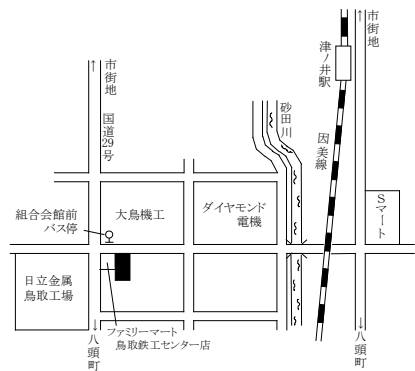 ↑
市街地
津ノ井駅
↑
市街地
国道29号
砂田川
因美線
Sマート
組合会館前
バス停
大鳥機工
ダイヤモンド
電機
日立金属
鳥取工場
ファミリーマート
鳥取鉄工センター店
↓
八頭町
↓
八頭町